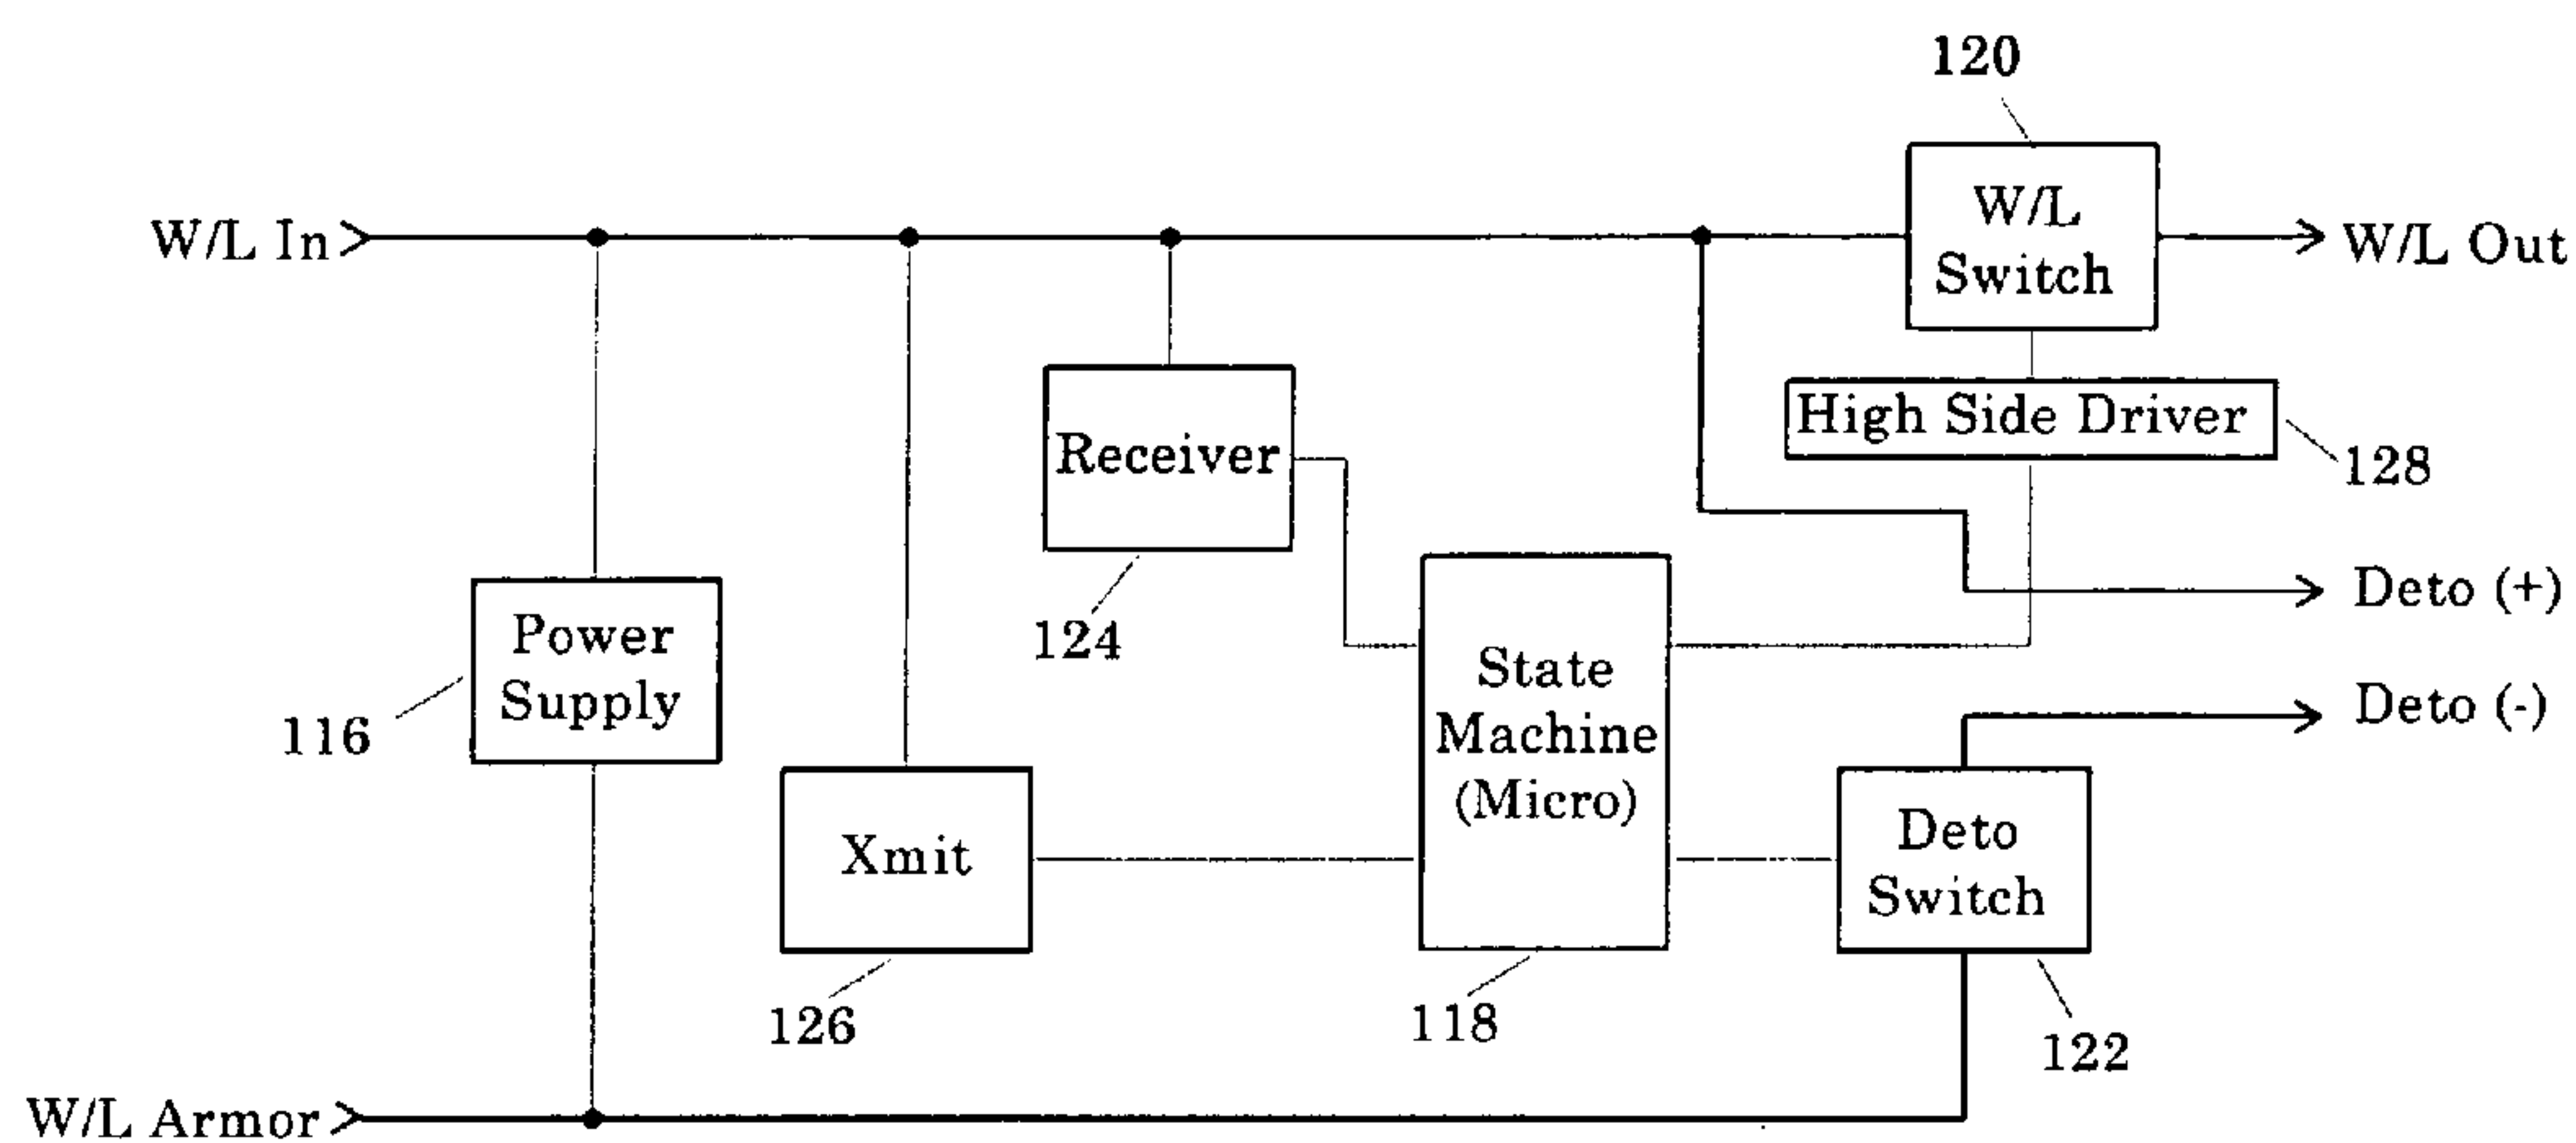 120
W/L
Switch
W/L In
W/L Out
High Side Driver
128
Receiver
124
Deto (+)
Power
Supply
116
State
Machine
(Micro)
118
Deto (-)
Xmit
126
Deto
Switch
122
W/L Armor